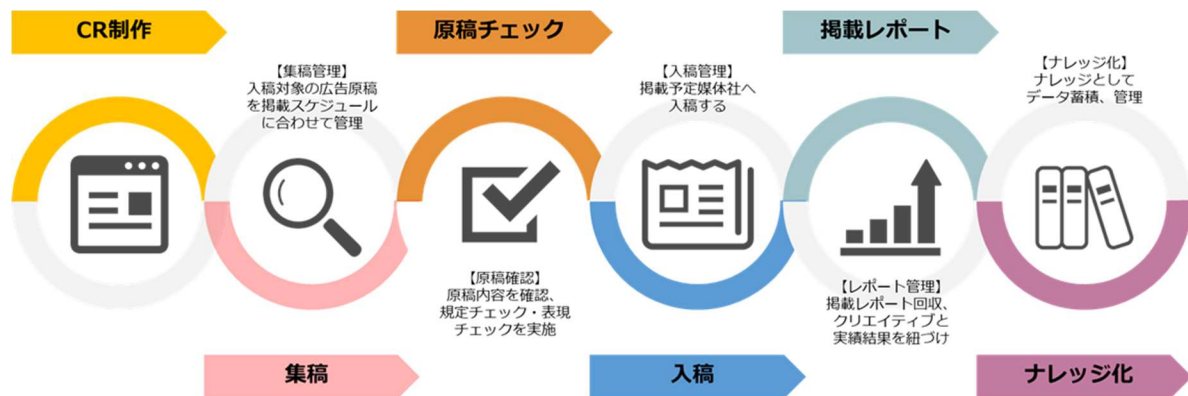 CR制作
原稿チェック
掲載レポート
【集稿管理】
入稿対象の広告原稿
を掲載スケジュール
に合わせて管理
【入稿管理】
掲載予定媒体社へ
入稿する
【ナレッジ化】
ナレッジとして
データ蓄積、管理
【原稿確認】
原稿内容を確認、
規定チェック・表現
チェックを実施
【レポート管理】
掲載レポート回収、
クリエイティブと
実績結果を紐づけ
集稿
入稿
ナレッジ化